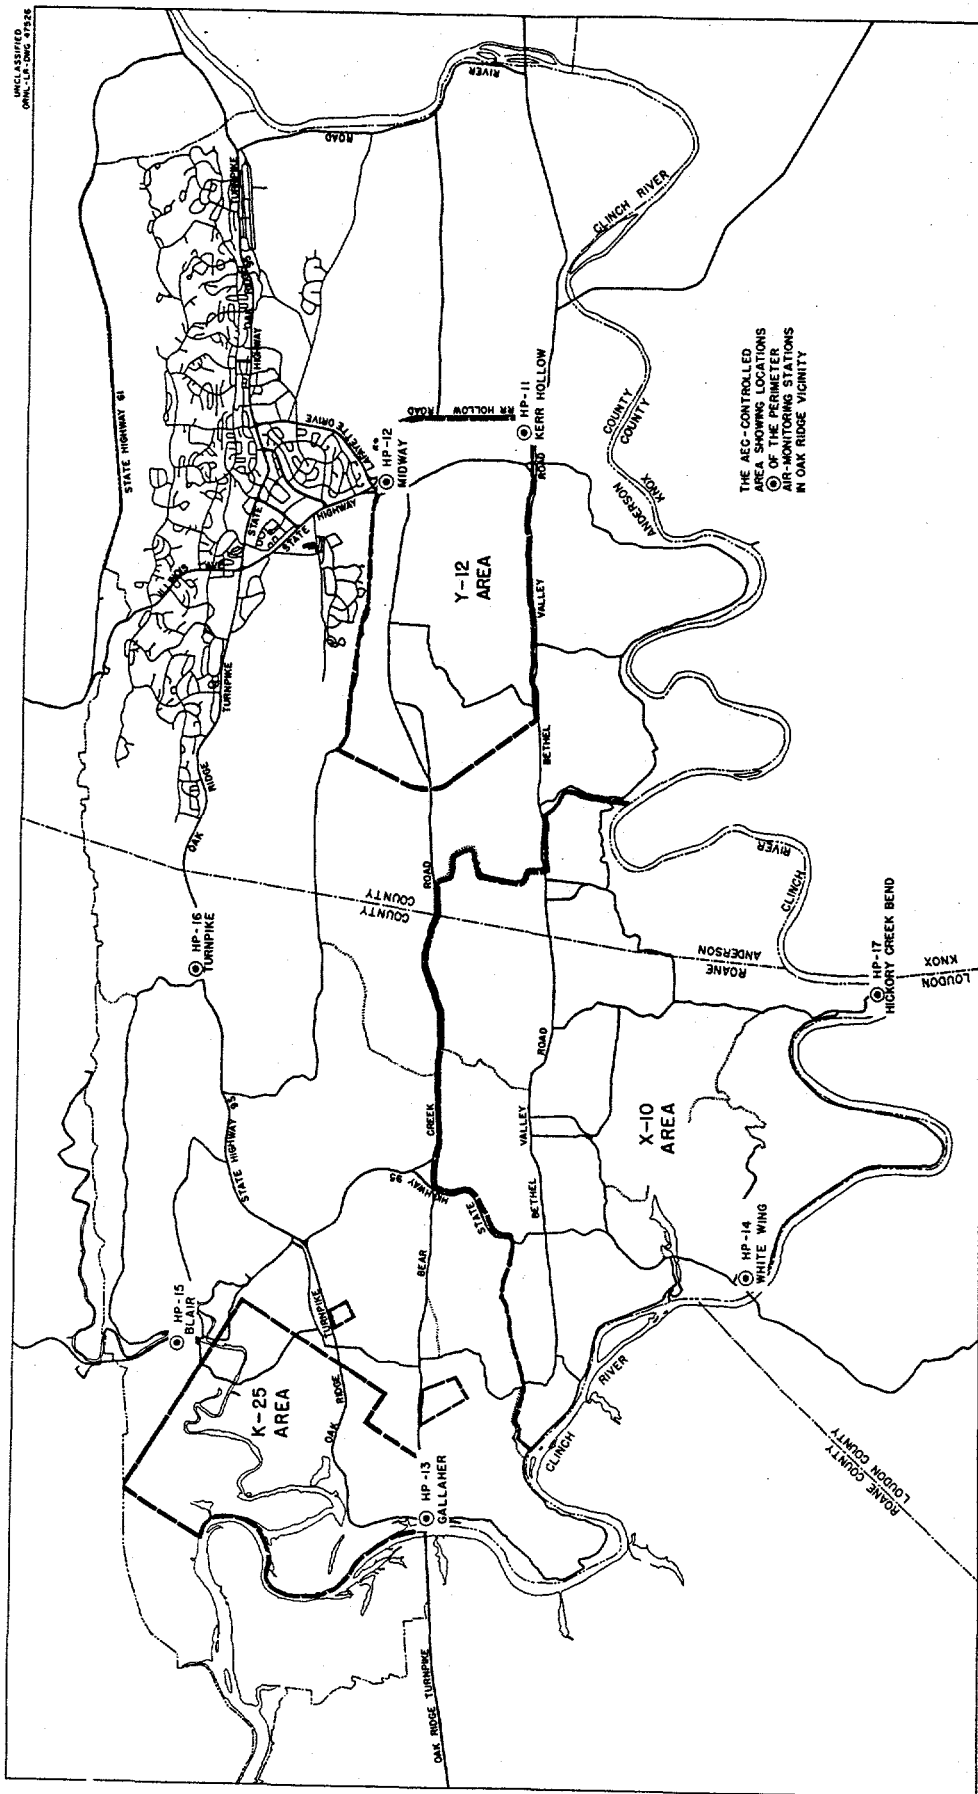 UNCLASSIFIED
ORNL-LR-DWG 47526
STATE HIGHWAY 61
TURNPIKE
ROAD
RIVER
HIGHWAY
LAFAYETTE DRIVE
STATE
STATE HIGHWAY
ILLINOIS
TURNPIKE
RIDGE
OAK
HP-16
TURNPIKE
STATE HIGHWAY 95
HP-15
BLAIR
K-25
AREA
TURNPIKE
OAK RIDGE
HP-13
GALLAHER
OAK RIDGE TURNPIKE
HP-12
MIDWAY
ROAD
HOLLOW
HP-11
KERR HOLLOW
ROAD
Y-12
AREA
VALLEY
BETHEL
ROAD
COUNTY
COUNTY
CREEK
HIGHWAY 95
STATE
BEAR
ROAD
VALLEY
BETHEL
CLINCH RIVER
COUNTY
COUNTY
ANDERSON
KNOX
RIVER
CLINCH
ANDERSON
ROANE
X-10
AREA
HP-17
HICKORY CREEK BEND
KNOX
LOUDON
HP-14
WHITE WING
RIVER
CLINCH
ROANE COUNTY
LOUDON COUNTY
THE AEC-CONTROLLED
AREA SHOWING LOCATIONS
OF THE PERIMETER
AIR-MONITORING STATIONS
IN OAK RIDGE VICINITY